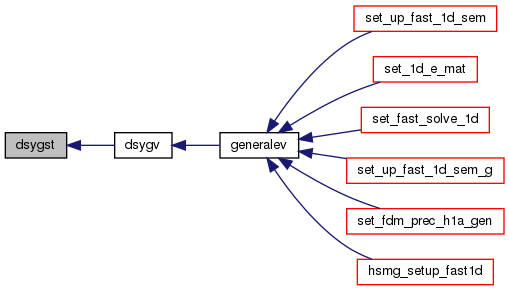 set_up_fast_1d_sem
set_1d_e_mat
set_fast_solve_1d
dsygst
dsygv
generalev
set_up_fast_1d_sem_g
set_fdm_prec_h1a_gen
hsmg_setup_fast1d